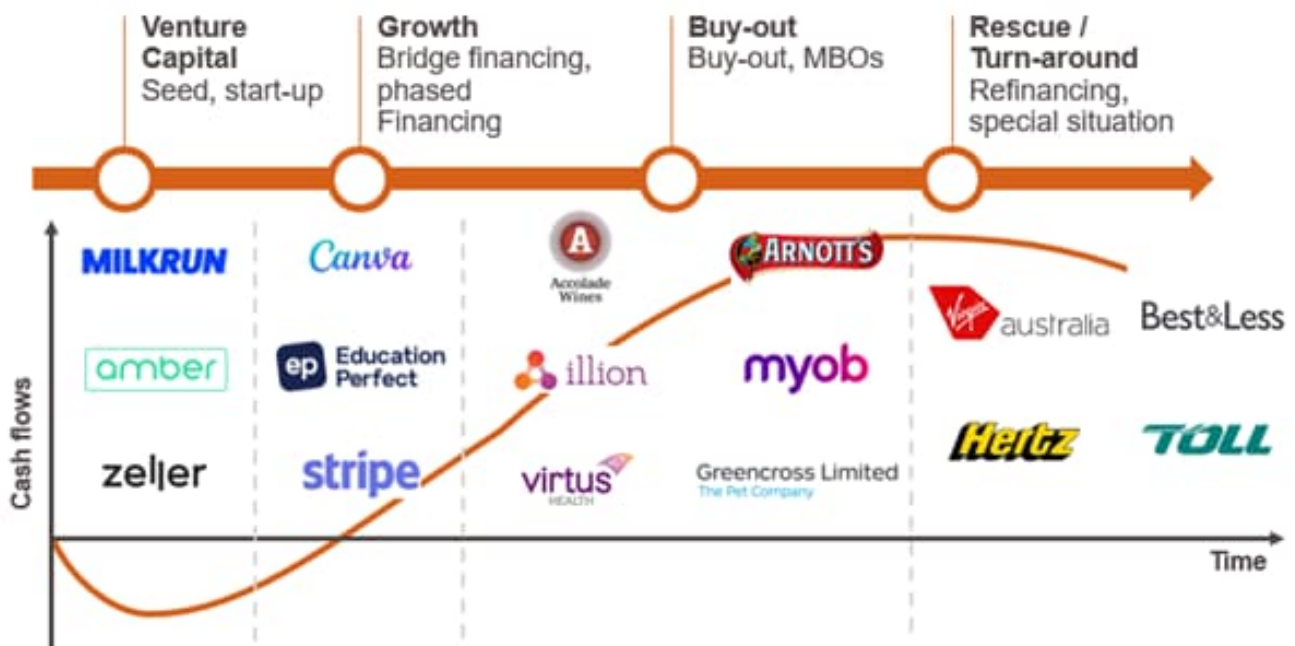 Venture
Capital
Seed, start-up
Growth
Bridge financing,
phased
Financing
Buy-out
Buy-out, MBOs
Rescue /
Turn-around
Refinancing,
special situation
MILKRUN
Canva
A
Accolade
Wines
ARNOTT'S
amber
ep Education
Perfect
illion
myob
Virgin australia
Best&Less
zeller
stripe
virtus
HEALTH
Greencross Limited
The Pet Company
Hertz
TOLL
Cash flows
Time